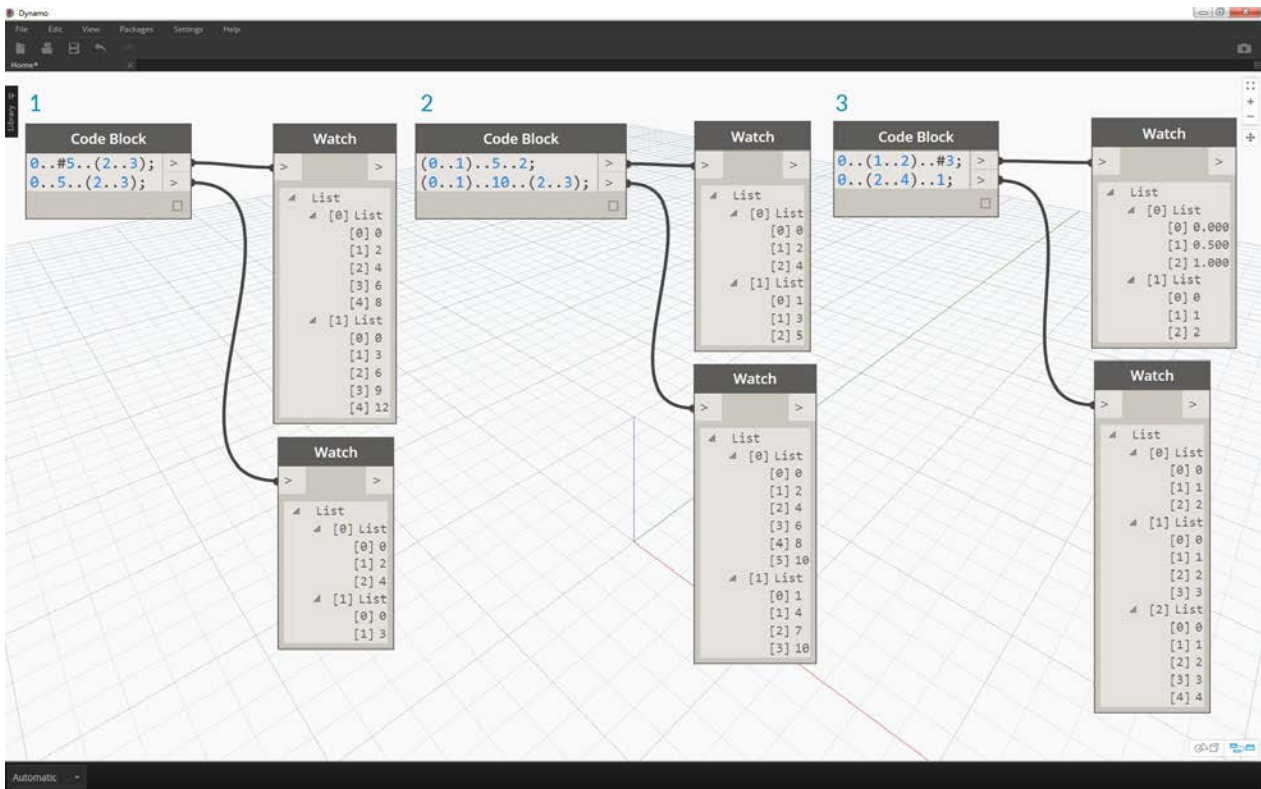 Dynamo
File Edit View Packages Settings Help
Home*
Library
1
Code Block
0..#5..(2..3); >
0..5..(2..3); >
Watch
> >
List
[0] List
[0] 0
[1] 2
[2] 4
[3] 6
[4] 8
[1] List
[0] 0
[1] 3
[2] 6
[3] 9
[4] 12
Watch
> >
List
[0] List
[0] 0
[1] 2
[2] 4
[1] List
[0] 0
[1] 3
2
Code Block
(0..1)..5..2; >
(0..1)..10..(2..3); >
Watch
> >
List
[0] List
[0] 0
[1] 2
[2] 4
[1] List
[0] 1
[1] 3
[2] 5
Watch
> >
List
[0] List
[0] 0
[1] 2
[2] 4
[3] 6
[4] 8
[5] 10
[1] List
[0] 1
[1] 4
[2] 7
[3] 10
3
Code Block
0..(1..2)..#3; >
0..(2..4)..1; >
Watch
> >
List
[0] List
[0] 0.000
[1] 0.500
[2] 1.000
[1] List
[0] 0
[1] 1
[2] 2
Watch
> >
List
[0] List
[0] 0
[1] 1
[2] 2
[1] List
[0] 0
[1] 1
[2] 2
[3] 3
[2] List
[0] 0
[1] 1
[2] 2
[3] 3
[4] 4
Automatic